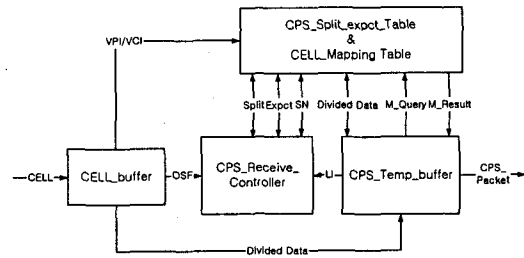 CPS_Split_expct_Table
&
CELL_Mapping Table
VPI/VCI
Split Expct SN Divided Data M_Query M_Result
CELL CELL_buffer OSF CPS_Receive_
Controller LI CPS_Temp_buffer CPS_
Packet
Divided Data